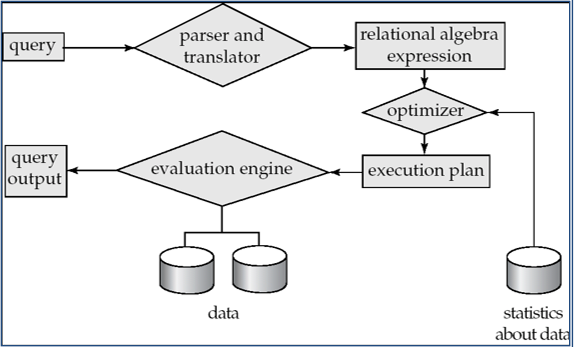 query
parser and
translator
relational algebra
expression
optimizer
query
output
evaluation engine
execution plan
data
statistics
about data